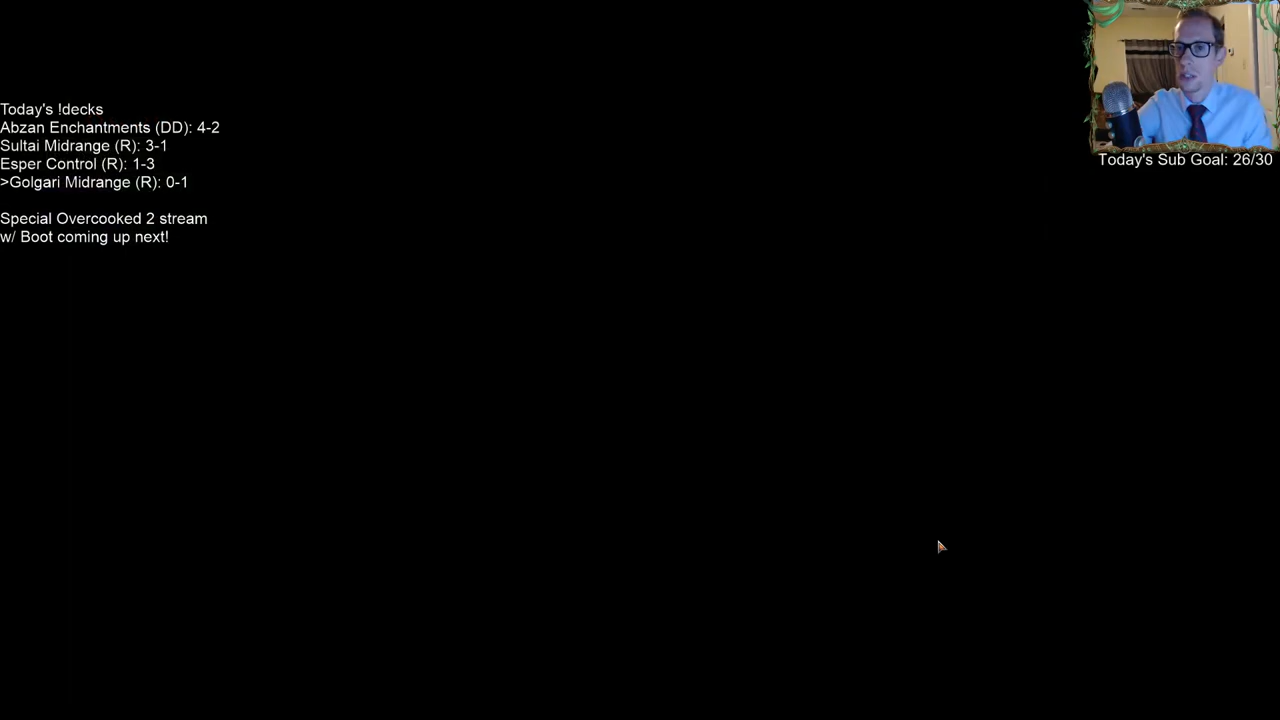 Today's !decks
Abzan Enchantments (DD): 4-2
Sultai Midrange (R): 3-1
Esper Control (R): 1-3
>Golgari Midrange (R): 0-1
Special Overcooked 2 stream
w/ Boot coming up next!
Today's Sub Goal: 26/30